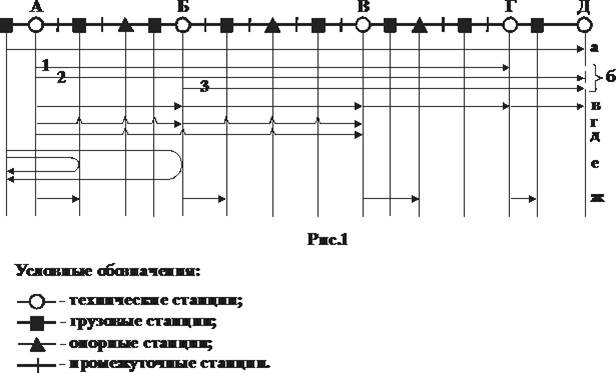 А Б В Г Д
а
1
2
б
3
в
г
д
е
ж
Рис.1
Условные обозначения:
- технические станции;
- грузовые станции;
- опорные станции;
- промежуточные станции.